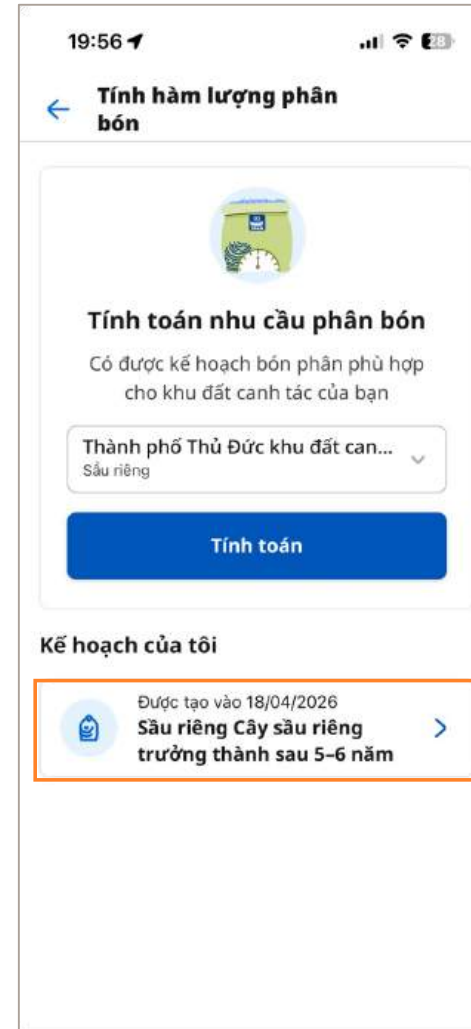 19:56
28
Tính hàm lượng phân
bón
Tính toán nhu cầu phân bón
Có được kế hoạch bón phân phù hợp
cho khu đất canh tác của bạn
Thành phố Thủ Đức khu đất can...
Sầu riêng
Tính toán
Kế hoạch của tôi
Được tạo vào 18/04/2026
Sầu riêng Cây sầu riêng
trưởng thành sau 5–6 năm